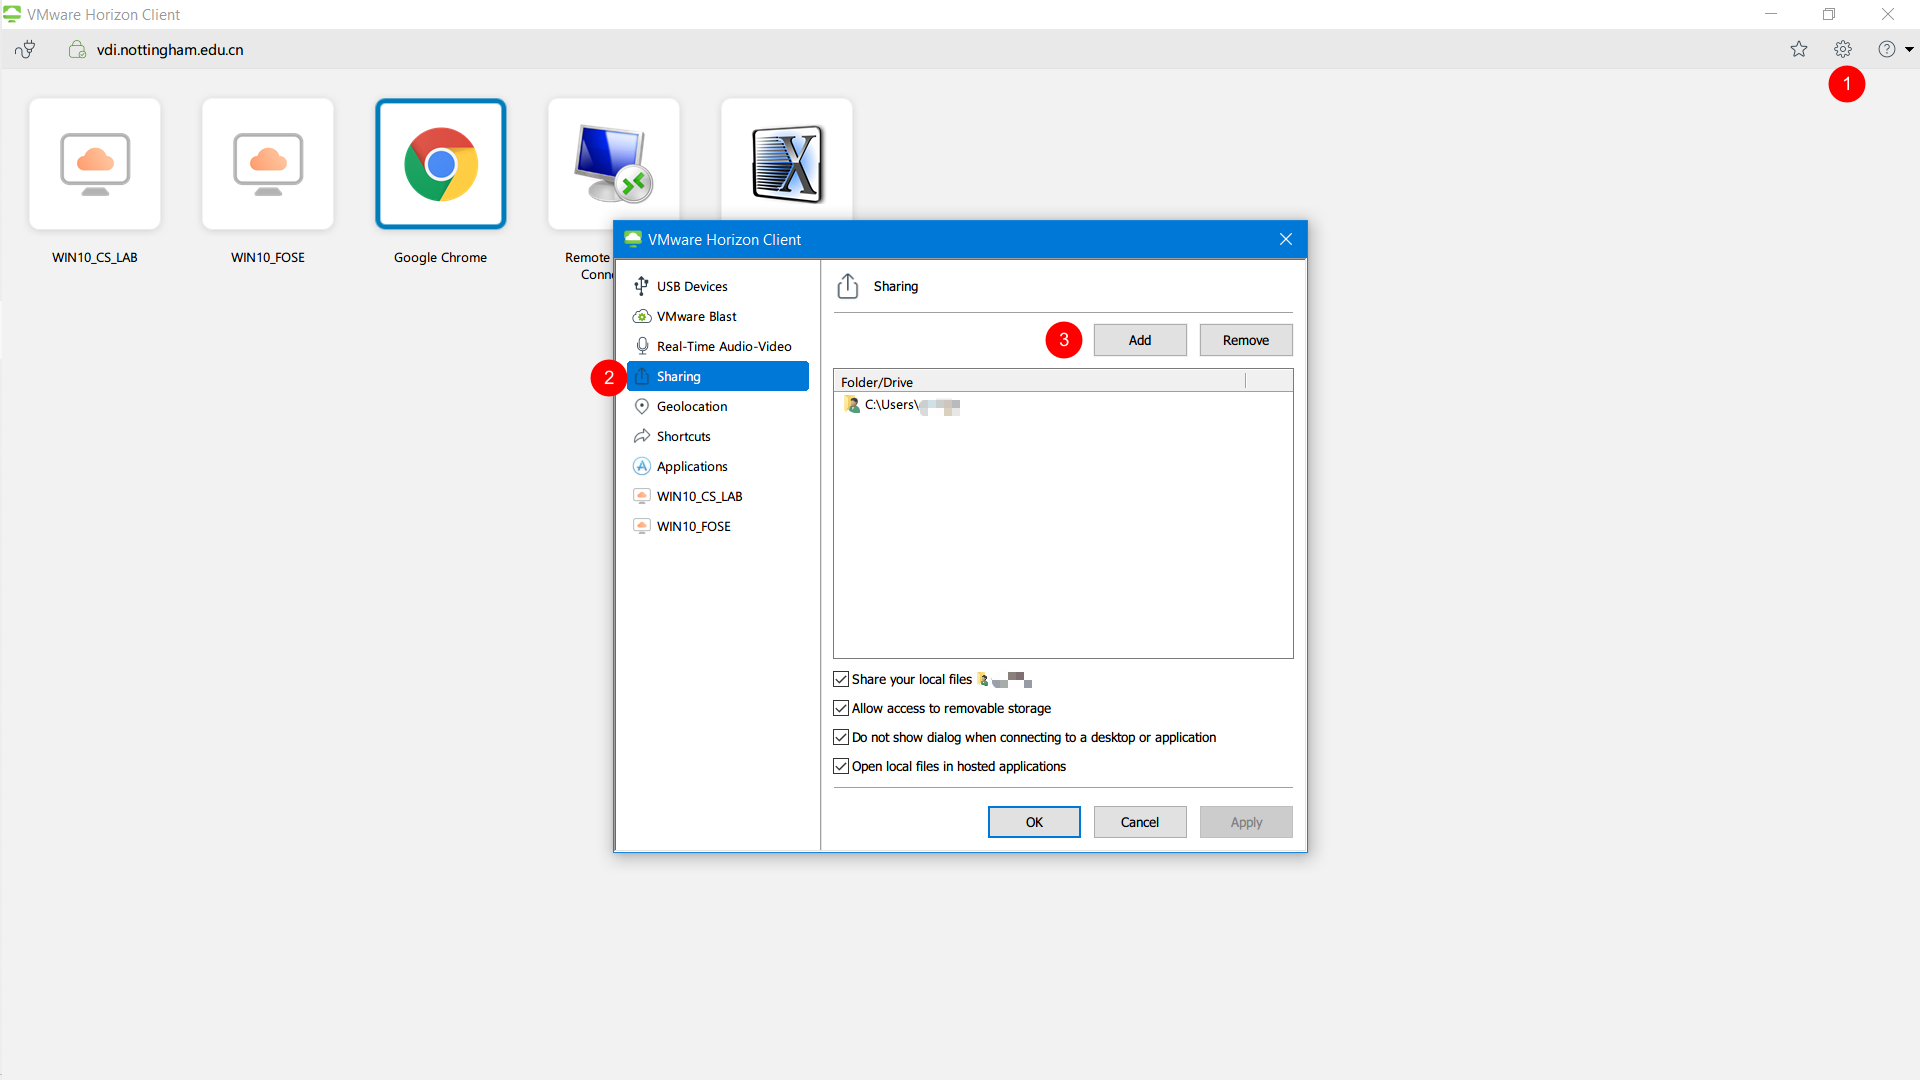 VMware Horizon Client
vdi.nottingham.edu.cn
1
WIN10_CS_LAB
WIN10_FOSE
Google Chrome
Remote
Conn
VMware Horizon Client
USB Devices
VMware Blast
Real-Time Audio-Video
2
Sharing
Geolocation
Shortcuts
Applications
WIN10_CS_LAB
WIN10_FOSE
Sharing
3
Add
Remove
Folder/Drive
C:\Users\
Share your local files
Allow access to removable storage
Do not show dialog when connecting to a desktop or application
Open local files in hosted applications
OK
Cancel
Apply